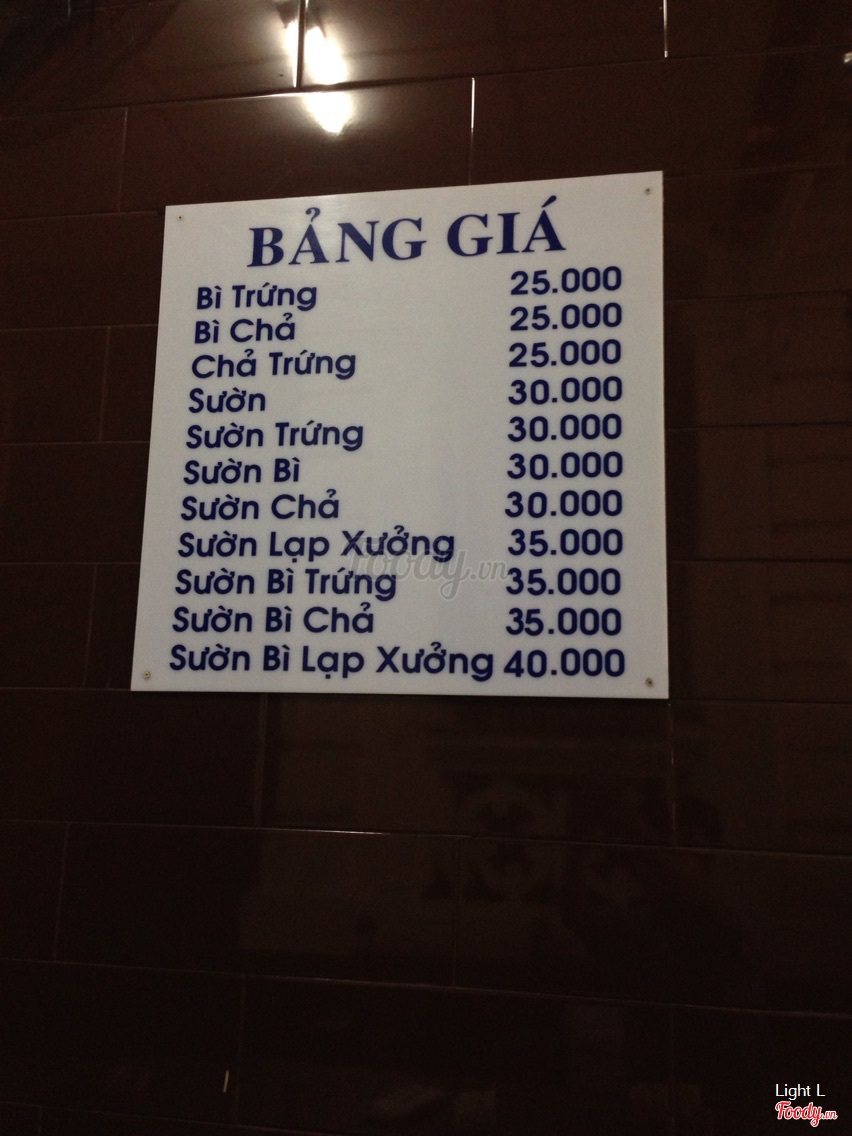 BẢNG GIÁ
Bì Trứng 25.000
Bì Chả 25.000
Chả Trứng 25.000
Sườn 30.000
Sườn Trứng 30.000
Sườn Bì 30.000
Sườn Chả 30.000
Sườn Lạp Xưởng 35.000
Sườn Bì Trứng 35.000
Sườn Bì Chả 35.000
Sườn Bì Lạp Xưởng 40.000
Foody.vn
Light L
Foody.vn